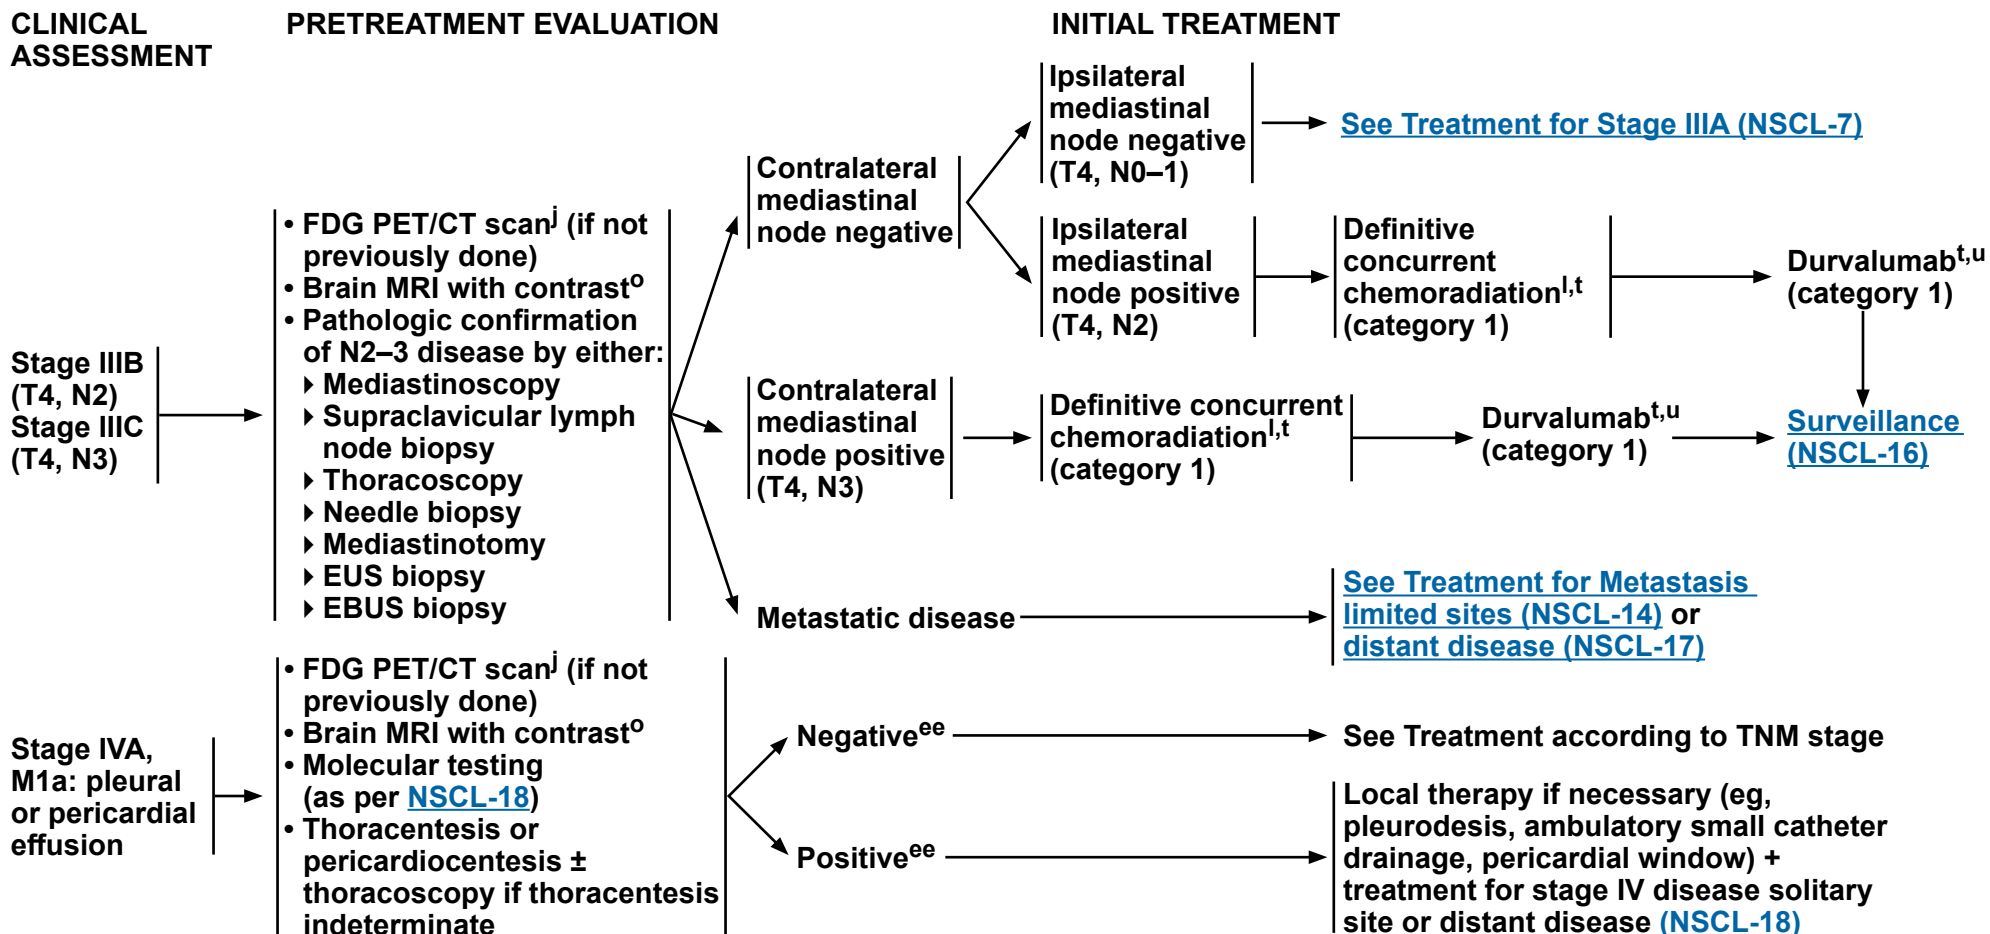 CLINICAL
ASSESSMENT
PRETREATMENT EVALUATION
INITIAL TREATMENT
Stage IIIB
(T4, N2)
Stage IIIC
(T4, N3)
• FDG PET/CT scanj (if not
previously done)
• Brain MRI with contrasto
• Pathologic confirmation
of N2–3 disease by either:
▸ Mediastinoscopy
▸ Supraclavicular lymph
node biopsy
▸ Thoracoscopy
▸ Needle biopsy
▸ Mediastinotomy
▸ EUS biopsy
▸ EBUS biopsy
Contralateral
mediastinal
node negative
Ipsilateral
mediastinal
node negative
(T4, N0–1)
See Treatment for Stage IIIA (NSCL-7)
Ipsilateral
mediastinal
node positive
(T4, N2)
Definitive
concurrent
chemoradiationl,t
(category 1)
Durvalumabt,u
(category 1)
Contralateral
mediastinal
node positive
(T4, N3)
Definitive concurrent
chemoradiationl,t
(category 1)
Durvalumabt,u
(category 1)
Surveillance
(NSCL-16)
Metastatic disease
See Treatment for Metastasis
limited sites (NSCL-14) or
distant disease (NSCL-17)
Stage IVA,
M1a: pleural
or pericardial
effusion
• FDG PET/CT scanj (if not
previously done)
• Brain MRI with contrasto
• Molecular testing
(as per NSCL-18)
• Thoracentesis or
pericardiocentesis ±
thoracoscopy if thoracentesis
indeterminate
Negativeee
See Treatment according to TNM stage
Positiveee
Local therapy if necessary (eg,
pleurodesis, ambulatory small catheter
drainage, pericardial window) +
treatment for stage IV disease solitary
site or distant disease (NSCL-18)